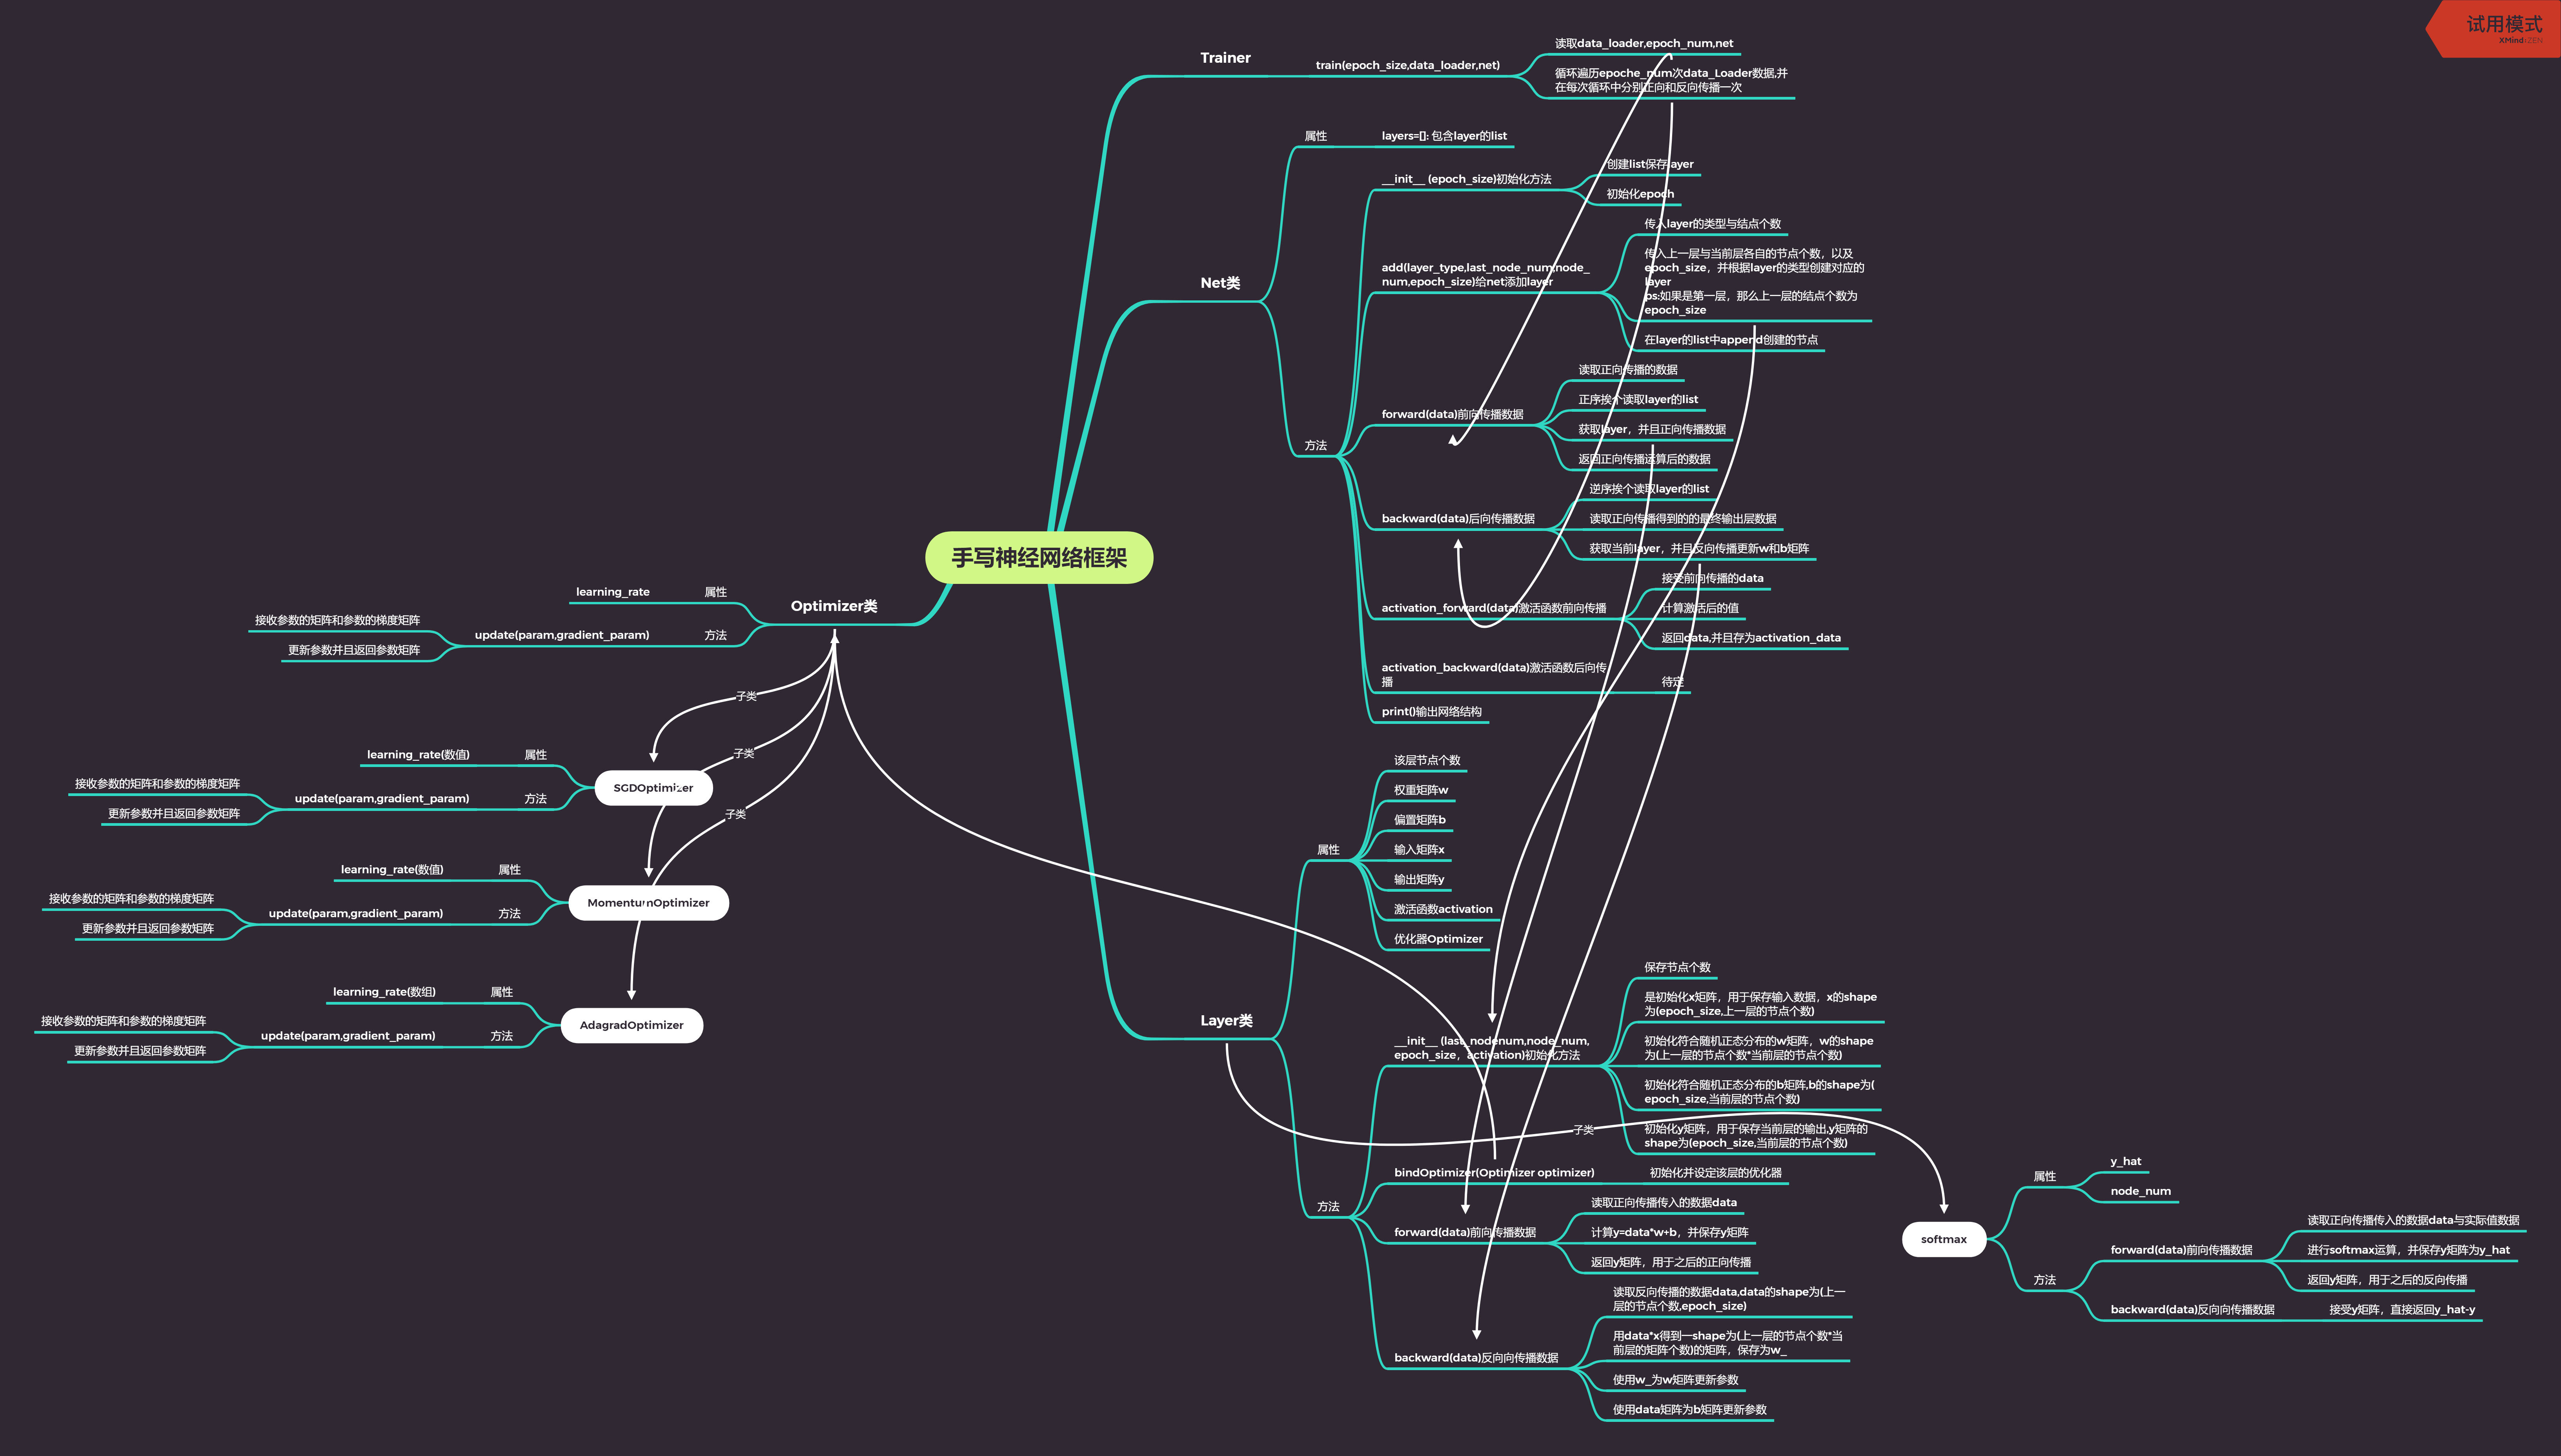 试用模式
XMind:ZEN
Trainer
train(epoch_size,data_loader,net)
读取data_loader,epoch_num,net
循环遍历epoche_num次data_Loader数据,并
在每次循环中分别正向和反向传播一次
Net类
属性
layers=[]: 包含layer的list
方法
__init__ (epoch_size)初始化方法
创建list保存layer
初始化epoch
add(layer_type,last_node_num,node_
num,epoch_size)给net添加layer
传入layer的类型与结点个数
传入上一层与当前层各自的节点个数，以及
epoch_size，并根据layer的类型创建对应的
layer
ps:如果是第一层，那么上一层的结点个数为
epoch_size
在layer的list中append创建的节点
forward(data)前向传播数据
读取正向传播的数据
正序挨个读取layer的list
获取layer，并且正向传播数据
返回正向传播运算后的数据
backward(data)后向传播数据
逆序挨个读取layer的list
读取正向传播得到的的最终输出层数据
获取当前layer，并且反向传播更新w和b矩阵
activation_forward(data)激活函数前向传播
接受前向传播的data
计算激活后的值
返回data,并且存为activation_data
activation_backward(data)激活函数后向传
播
待定
print()输出网络结构
手写神经网络框架
Optimizer类
属性
learning_rate
方法
update(param,gradient_param)
接收参数的矩阵和参数的梯度矩阵
更新参数并且返回参数矩阵
子类
子类
子类
SGDOptimizer
属性
learning_rate(数值)
方法
update(param,gradient_param)
接收参数的矩阵和参数的梯度矩阵
更新参数并且返回参数矩阵
MomentumOptimizer
属性
learning_rate(数值)
方法
update(param,gradient_param)
接收参数的矩阵和参数的梯度矩阵
更新参数并且返回参数矩阵
AdagradOptimizer
属性
learning_rate(数组)
方法
update(param,gradient_param)
接收参数的矩阵和参数的梯度矩阵
更新参数并且返回参数矩阵
Layer类
属性
该层节点个数
权重矩阵w
偏置矩阵b
输入矩阵x
输出矩阵y
激活函数activation
优化器Optimizer
方法
__init__ (last_nodenum,node_num,
epoch_size，activation)初始化方法
保存节点个数
是初始化x矩阵，用于保存输入数据，x的shape
为(epoch_size,上一层的节点个数)
初始化符合随机正态分布的w矩阵，w的shape
为(上一层的节点个数*当前层的节点个数)
初始化符合随机正态分布的b矩阵,b的shape为(
epoch_size,当前层的节点个数)
初始化y矩阵，用于保存当前层的输出,y矩阵的
shape为(epoch_size,当前层的节点个数)
bindOptimizer(Optimizer optimizer)
初始化并设定该层的优化器
forward(data)前向传播数据
读取正向传播传入的数据data
计算y=data*w+b，并保存y矩阵
返回y矩阵，用于之后的正向传播
backward(data)反向向传播数据
读取反向传播的数据data,data的shape为(上一
层的节点个数,epoch_size)
用data*x得到一shape为(上一层的节点个数*当
前层的矩阵个数)的矩阵，保存为w_
使用w_为w矩阵更新参数
使用data矩阵为b矩阵更新参数
子类
softmax
属性
y_hat
node_num
方法
forward(data)前向传播数据
读取正向传播传入的数据data与实际值数据
进行softmax运算，并保存y矩阵为y_hat
返回y矩阵，用于之后的反向传播
backward(data)反向向传播数据
接受y矩阵，直接返回y_hat-y